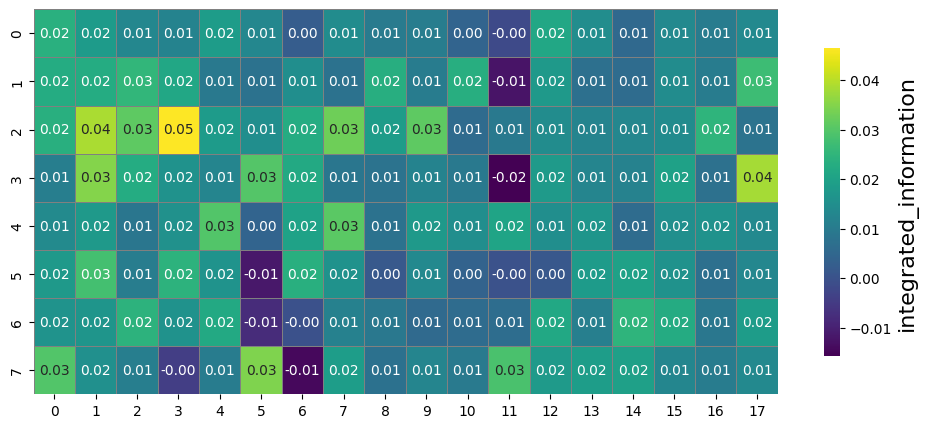 0 0.02 0.02 0.01 0.01 0.02 0.01 0.00 0.01 0.01 0.01 0.00 -0.00 0.02 0.01 0.01 0.01 0.01 0.01
1 0.02 0.02 0.03 0.02 0.01 0.01 0.01 0.01 0.02 0.01 0.02 -0.01 0.02 0.01 0.01 0.01 0.01 0.03
2 0.02 0.04 0.03 0.05 0.02 0.01 0.02 0.03 0.02 0.03 0.01 0.01 0.01 0.01 0.01 0.01 0.02 0.01
3 0.01 0.03 0.02 0.02 0.01 0.03 0.02 0.01 0.01 0.01 0.01 -0.02 0.02 0.01 0.01 0.02 0.01 0.04
4 0.01 0.02 0.01 0.02 0.03 0.00 0.02 0.03 0.01 0.02 0.01 0.02 0.02 0.01 0.02 0.01 0.02 0.02 0.01
5 0.02 0.03 0.01 0.02 0.02 -0.01 0.02 0.02 0.00 0.01 0.00 -0.00 0.00 0.02 0.02 0.02 0.01 0.02
6 0.02 0.02 0.02 0.02 0.02 -0.01 -0.00 0.01 0.01 0.01 0.01 0.01 0.02 0.01 0.02 0.02 0.01 0.02
7 0.03 0.02 0.01 -0.00 0.01 0.03 -0.01 0.02 0.01 0.01 0.01 0.03 0.02 0.02 0.02 0.01 0.01 0.01
0 1 2 3 4 5 6 7 8 9 10 11 12 13 14 15 16 17
0.04
0.03
0.02
0.01
0.00
−0.01
integrated_information